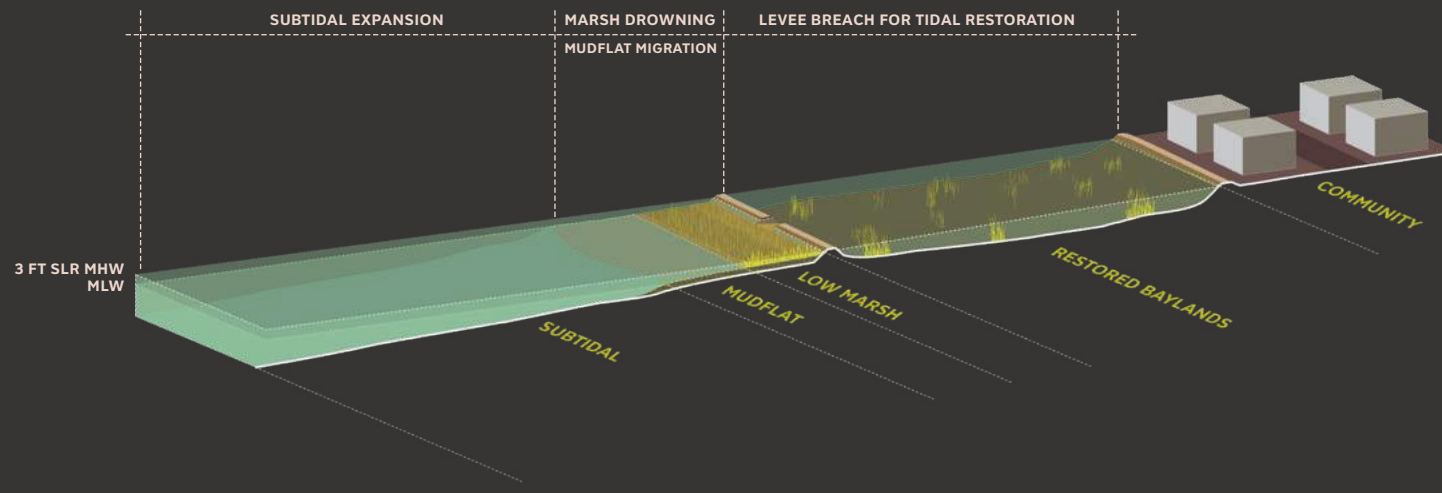 SUBTIDAL EXPANSION
MARSH DROWNING
MUDFLAT MIGRATION
LEVEE BREACH FOR TIDAL RESTORATION
3 FT SLR MHW
MLW
SUBTIDAL
MUDFLAT
LOW MARSH
RESTORED BAYLANDS
COMMUNITY